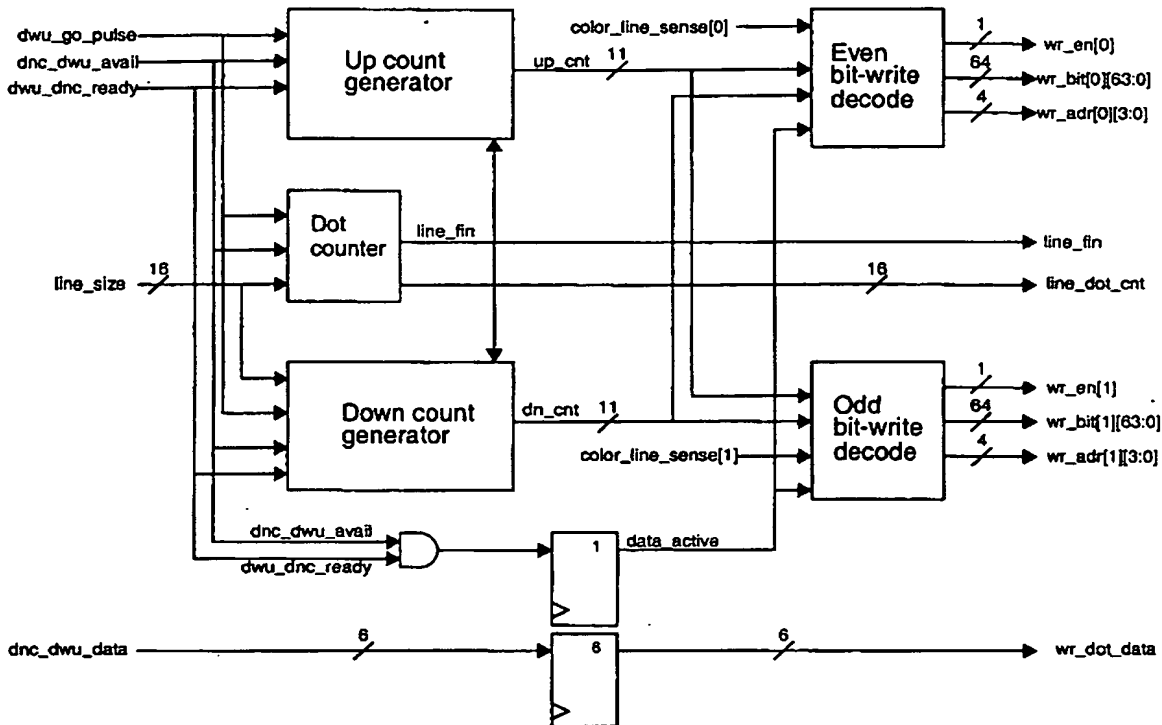 dwu_go_pulse
dnc_dwu_avail
dwu_dnc_ready
Up count
generator
up_cnt
11
color_line_sense[0]
Even
bit-write
decode
1
wr_en[0]
64
wr_bit[0][63:0]
4
wr_adr[0][3:0]
Dot
counter
line_fin
line_fin
line_size
16
16
line_dot_cnt
Down count
generator
dn_cnt
11
color_line_sense[1]
Odd
bit-write
decode
1
wr_en[1]
64
wr_bit[1][63:0]
4
wr_adr[1][3:0]
dnc_dwu_avail
dwu_dnc_ready
1
data_active
dnc_dwu_data
6
6
6
wr_dot_data